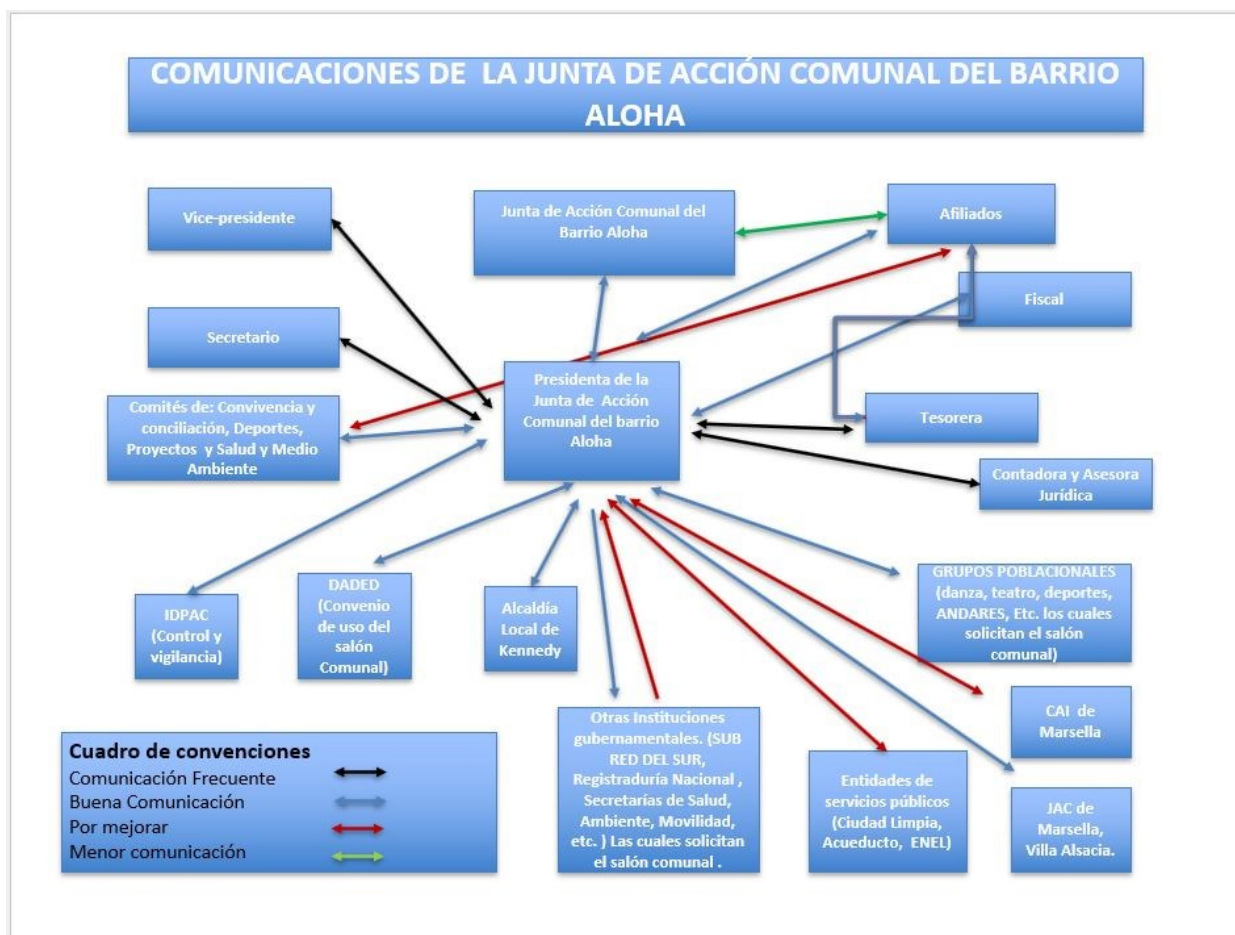 COMUNICACIONES DE LA JUNTA DE ACCIÓN COMUNAL DEL BARRIO
ALOHA
Vice-presidente
Junta de Acción Comunal del
Barrio Aloha
Afiliados
Fiscal
Secretario
Presidenta de la
Junta de Acción
Comunal del barrio
Aloha
Comités de: Convivencia y
conciliación, Deportes,
Proyectos y Salud y Medio
Ambiente
Tesorera
Contadora y Asesora
Jurídica
IDPAC
(Control y
vigilancia)
DADED
(Convenio
de uso del
salón
Comunal)
Alcaldía
Local de
Kennedy
GRUPOS POBLACIONALES
(danza, teatro, deportes,
ANDARES, Etc. los cuales
solicitan el salón
comunal)
CAI de
Marsella
Otras Instituciones
gubernamentales. (SUB
RED DEL SUR,
Registraduría Nacional ,
Secretarías de Salud,
Ambiente, Movilidad,
etc. ) Las cuales solicitan
el salón comunal .
Entidades de
servicios públicos
(Ciudad Limpia,
Acueducto, ENEL)
JAC de
Marsella,
Villa Alsacia.
Cuadro de convenciones
Comunicación Frecuente
Buena Comunicación
Por mejorar
Menor comunicación